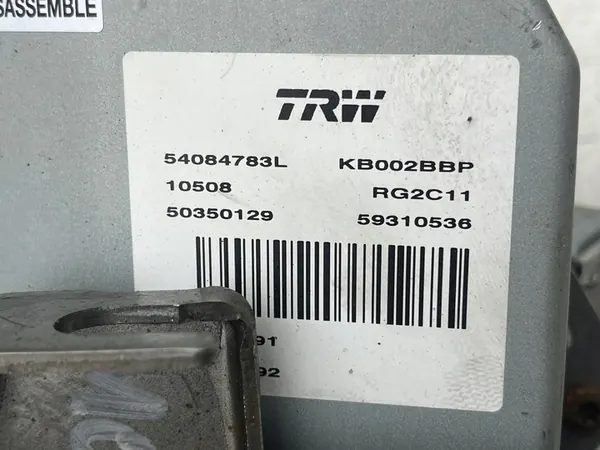 SASSEMBLE
TRW
54084783L KB002BBP
10508 RG2C11
50350129 59310536
91
92